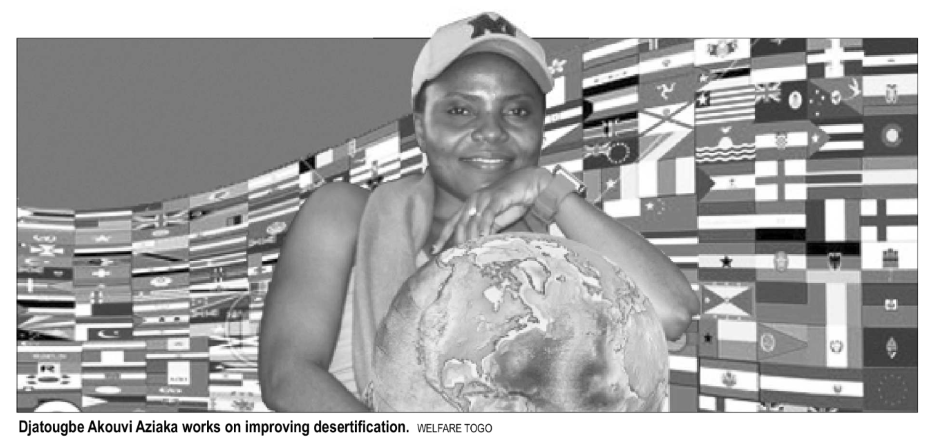 M
Djatougbe Akouvi Aziaka works on improving desertification. WELFARE TOGO